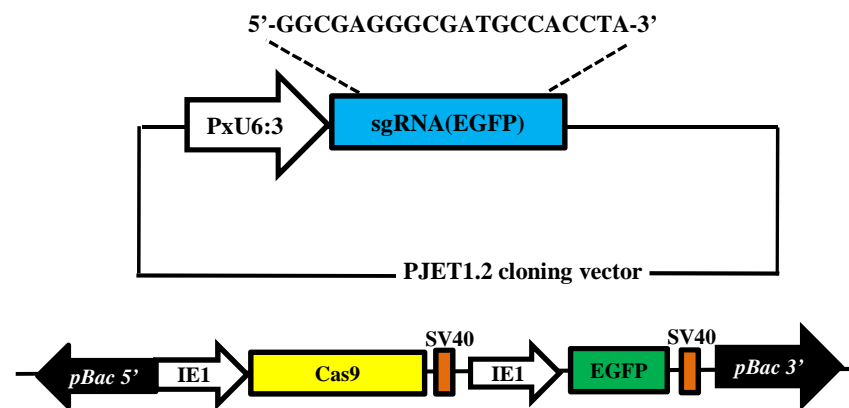 5’-GGCGAGGGCGATGCCACCTA-3’
PxU6:3
sgRNA(EGFP)
PJET1.2 cloning vector
SV40
SV40
pBac 5’
IE1
Cas9
IE1
EGFP
pBac 3’